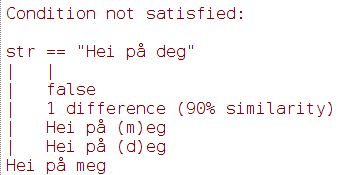 Condition not satisfied:

str == "Hei på deg"
|   |
|   false
|   1 difference (90% similarity)
|   Hei på (m)eg
|   Hei på (d)eg
Hei på meg